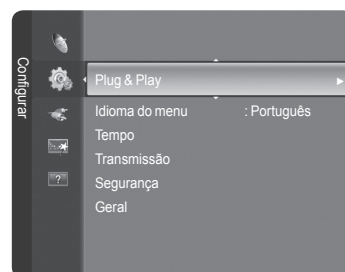 Configurar
Plug & Play
Idioma do menu : Português
Tempo
Transmissão
Segurança
Geral
?